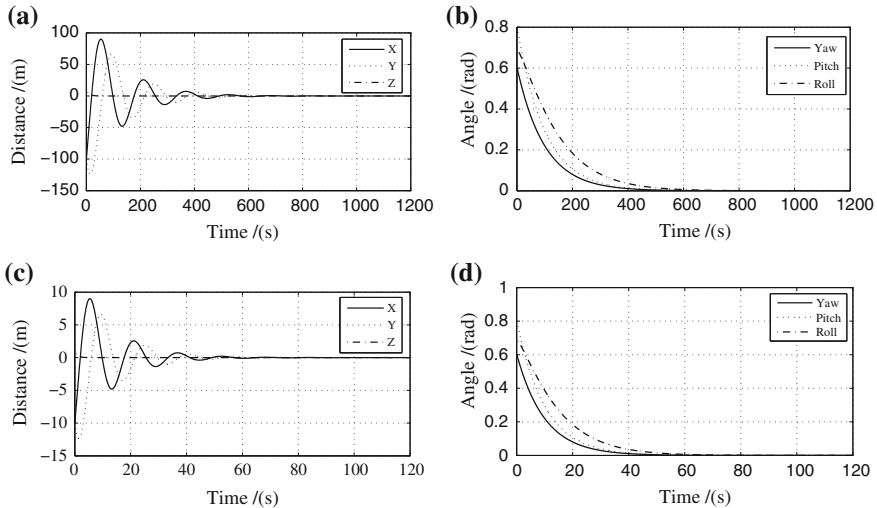 (a)
100
50
0
−50
−100
−150
Distance /(m)
X
Y
Z
0 200 400 600 800 1000 1200
Time /(s)
(b)
0.8
0.6
0.4
0.2
0
Angle /(rad)
Yaw
Pitch
Roll
0 200 400 600 800 1000 1200
Time /(s)
(c)
10
5
0
−5
−10
−15
Distance /(m)
X
Y
Z
0 20 40 60 80 100 120
Time /(s)
(d)
1
0.8
0.6
0.4
0.2
0
Angle /(rad)
Yaw
Pitch
Roll
0 20 40 60 80 100 120
Time /(s)